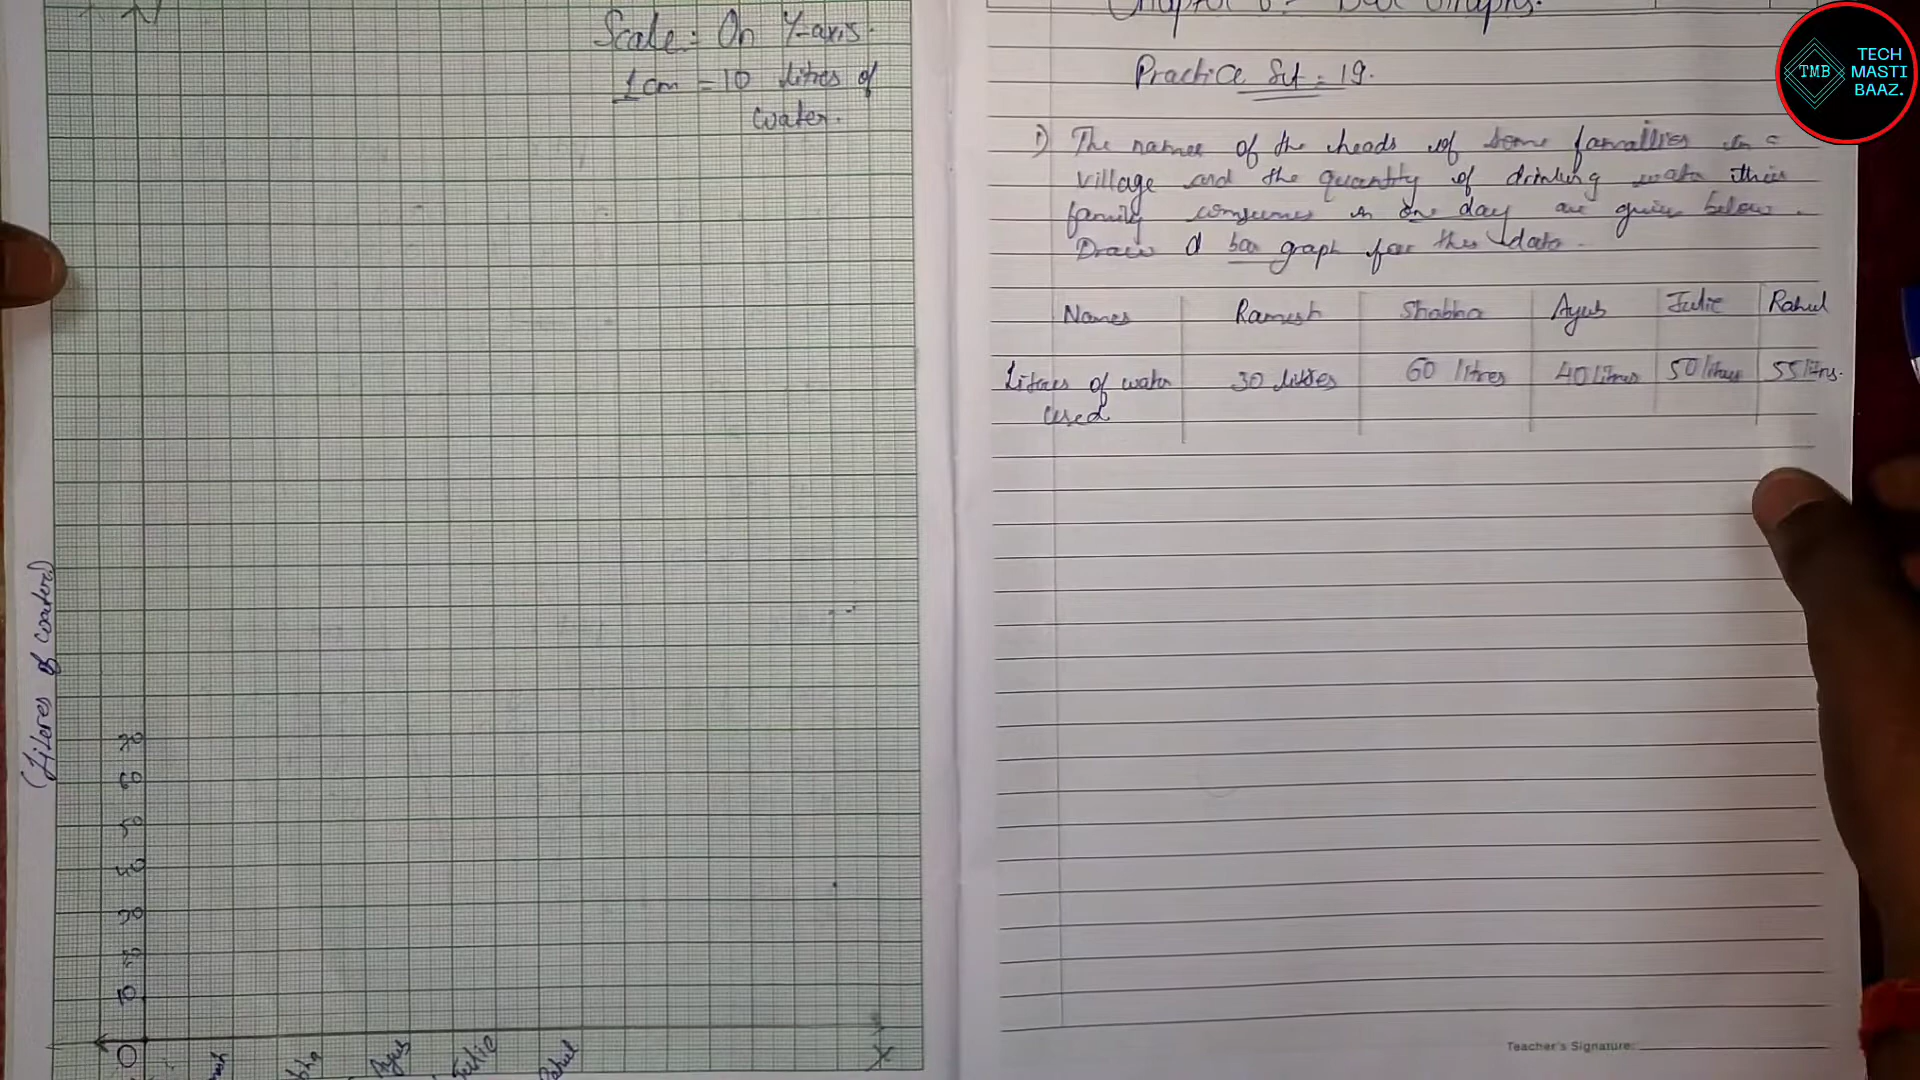 Scale:- On Y-axis.
1cm = 10 litres of
water.
(Literes of water)
70
60
50
40
30
20
10
O
Ayub
Julie
Rahul
X
Practice Set = 19.
1) The names of the heads of some famallies in a
village and the quantity of drinking water their
family consumes in one day are given below.
Draw a bar graph for this data.
Names Ramesh Shobha Ayub Julie Rahul
Litres of water 30 litres 60 litres 40 litres 50 litres 55 litrs.
used
Teacher's Signature:
TECH
MASTI
BAAZ.
TMB